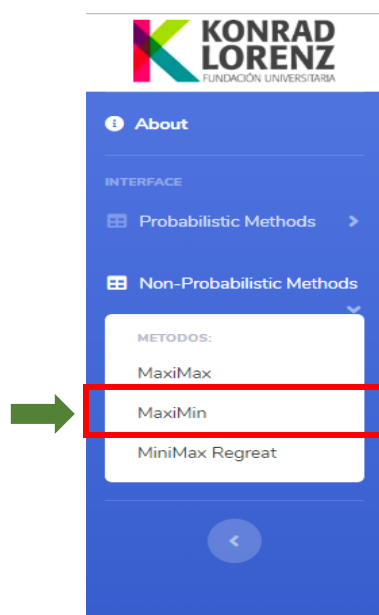 KONRAD
LORENZ
FUNDACIÓN UNIVERSITARIA
About
INTERFACE
Probabilistic Methods
Non-Probabilistic Methods
METODOS:
MaxiMax
MaxiMin
MiniMax Regreat